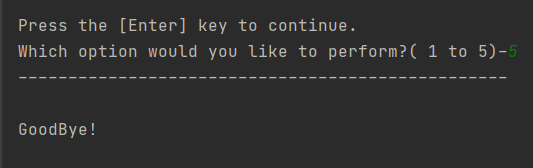 Press the [Enter] key to continue.
Which option would you like to perform?( 1 to 5)-5
-------------------------------------------------
GoodBye!